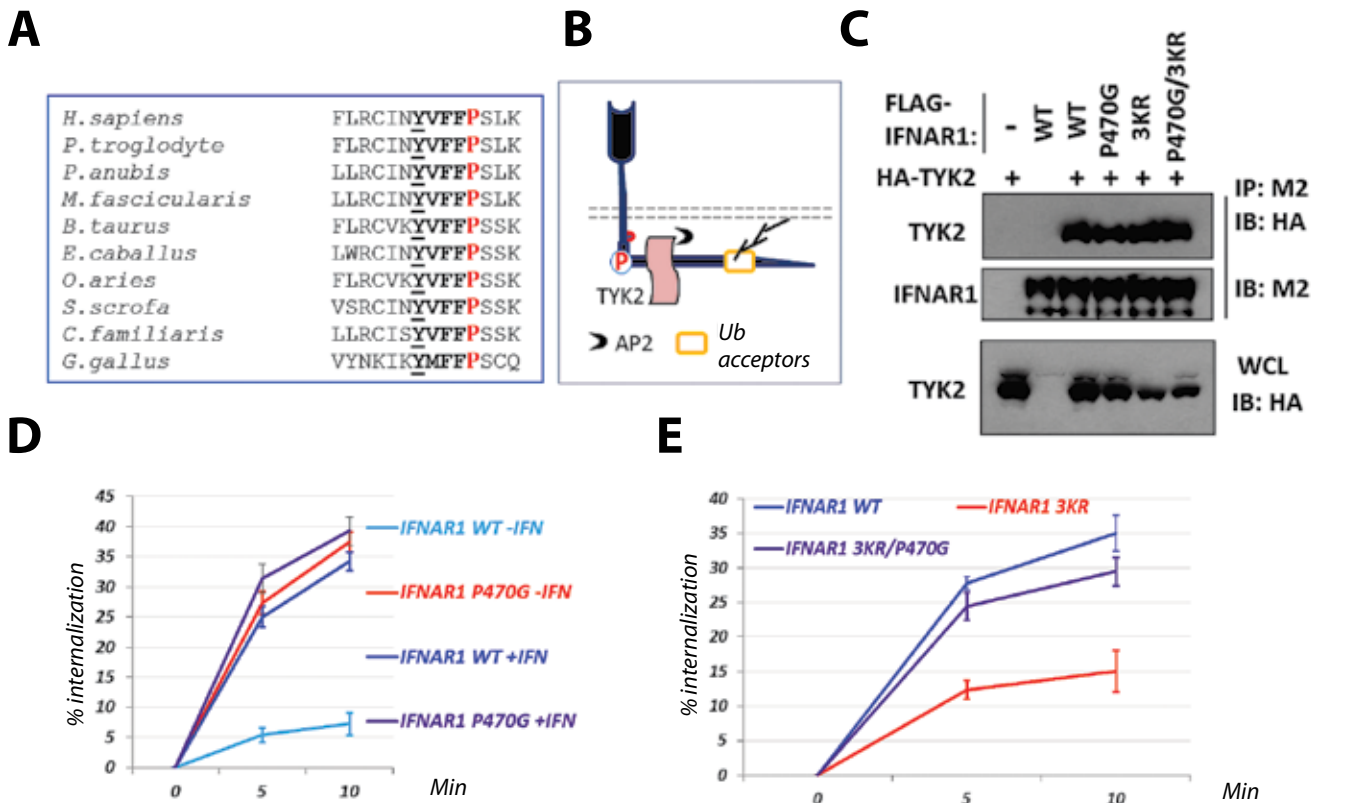 A
H.sapiens FLRCINYVFFPSLK
P.troglodyte FLRCINYVFFPSLK
P.anubis LLRCINYVFFPSLK
M.fascicularis LLRCINYVFFPSLK
B.taurus FLRCVKYVFFPSSK
E.caballus LWRCINYVFFPSSK
O.aries FLRCVKYVFFPSSK
S.scrofa VSRCINYVFFPSSK
C.familiaris LLRCISYVFFPSSK
G.gallus VYNKIKYMFFPSCQ
B
P
TYK2
AP2
Ub
acceptors
C
FLAG-
IFNAR1:
-
WT
WT
P470G
3KR
P470G/3KR
HA-TYK2 + + + + +
IP: M2
TYK2 IB: HA
IFNAR1 IB: M2
WCL
TYK2 IB: HA
D
% internalization
45
40
35
30
25
20
15
10
5
0
0 5 10 Min
IFNAR1 WT -IFN
IFNAR1 P470G -IFN
IFNAR1 WT +IFN
IFNAR1 P470G +IFN
E
% internalization
40
35
30
25
20
15
10
5
0
0 5 10 Min
IFNAR1 WT IFNAR1 3KR
IFNAR1 3KR/P470G